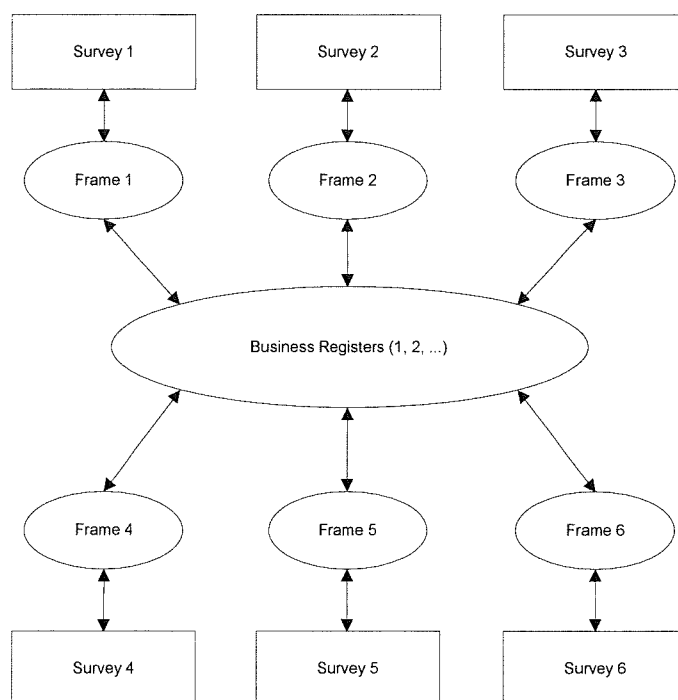 Survey 1
Survey 2
Survey 3
Frame 1
Frame 2
Frame 3
Business Registers (1, 2, ...)
Frame 4
Frame 5
Frame 6
Survey 4
Survey 5
Survey 6